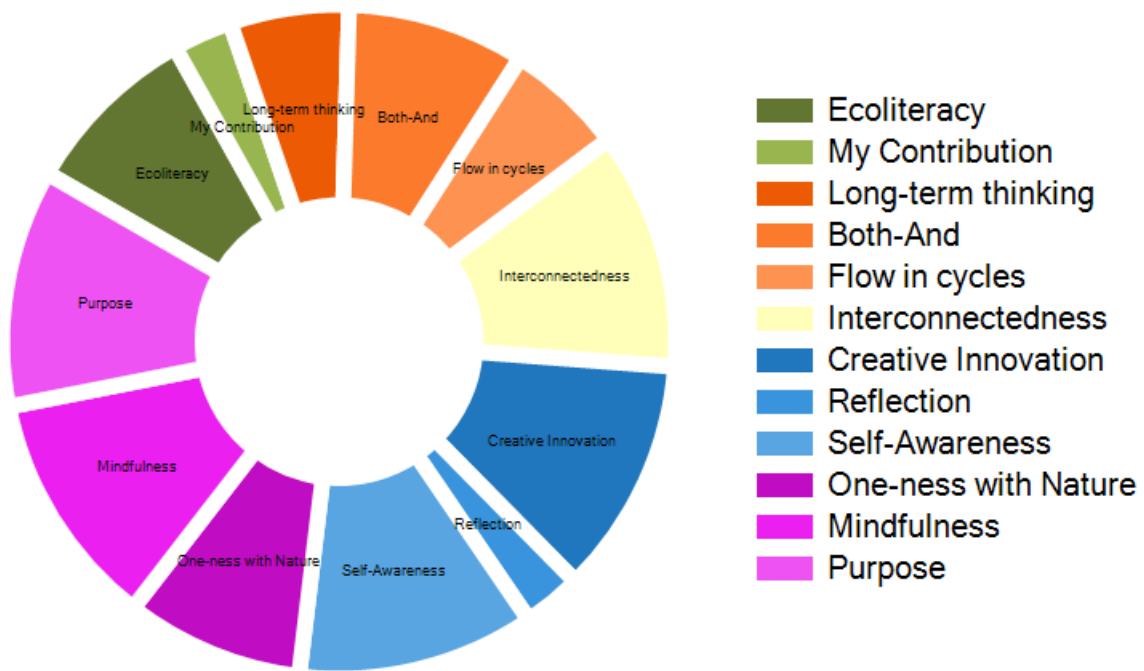 Long-term thinking
My Contribution
Both-And
Flow in cycles
Ecoliteracy
Interconnectedness
Purpose
Creative Innovation
Mindfulness
Reflection
One-ness with Nature
Self-Awareness
Ecoliteracy
My Contribution
Long-term thinking
Both-And
Flow in cycles
Interconnectedness
Creative Innovation
Reflection
Self-Awareness
One-ness with Nature
Mindfulness
Purpose